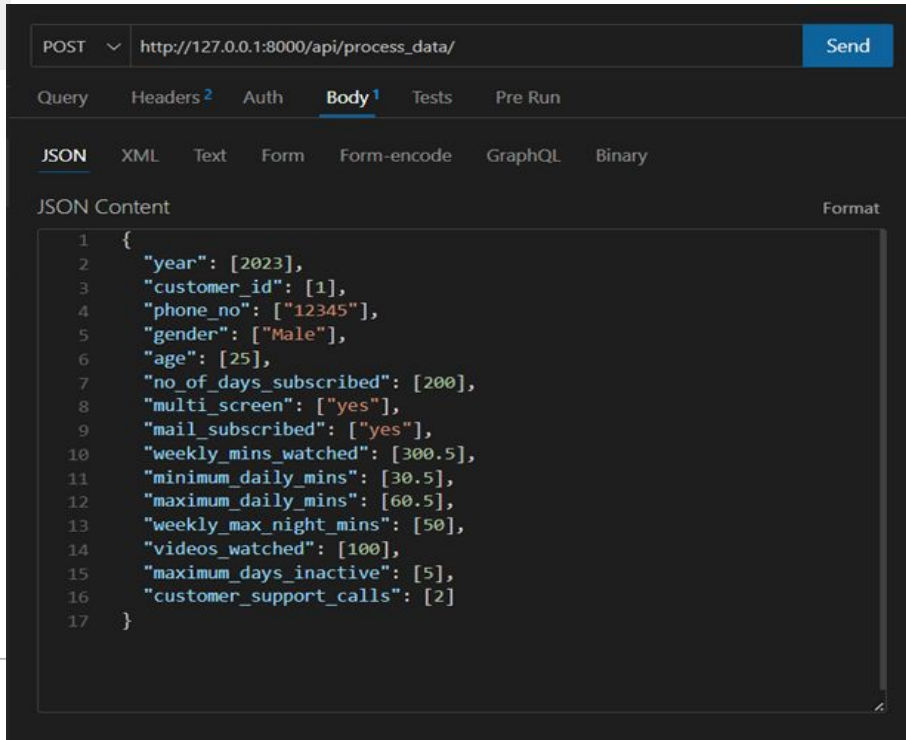 POST http://127.0.0.1:8000/api/process_data/ Send
Query Headers 2 Auth Body 1 Tests Pre Run
JSON XML Text Form Form-encode GraphQL Binary
JSON Content Format
1 {
2 "year": [2023],
3 "customer_id": [1],
4 "phone_no": ["12345"],
5 "gender": ["Male"],
6 "age": [25],
7 "no_of_days_subscribed": [200],
8 "multi_screen": ["yes"],
9 "mail_subscribed": ["yes"],
10 "weekly_mins_watched": [300.5],
11 "minimum_daily_mins": [30.5],
12 "maximum_daily_mins": [60.5],
13 "weekly_max_night_mins": [50],
14 "videos_watched": [100],
15 "maximum_days_inactive": [5],
16 "customer_support_calls": [2]
17 }